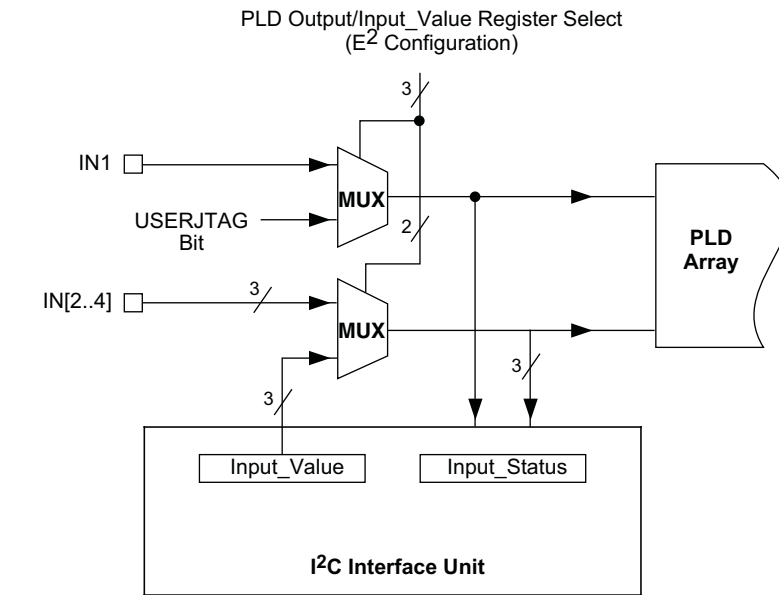 PLD Output/Input_Value Register Select
(E2 Configuration)
3
IN1
MUX
USERJTAG
Bit
2
PLD
Array
IN[2..4]
3
MUX
3
3
Input_Value
Input_Status
I2C Interface Unit